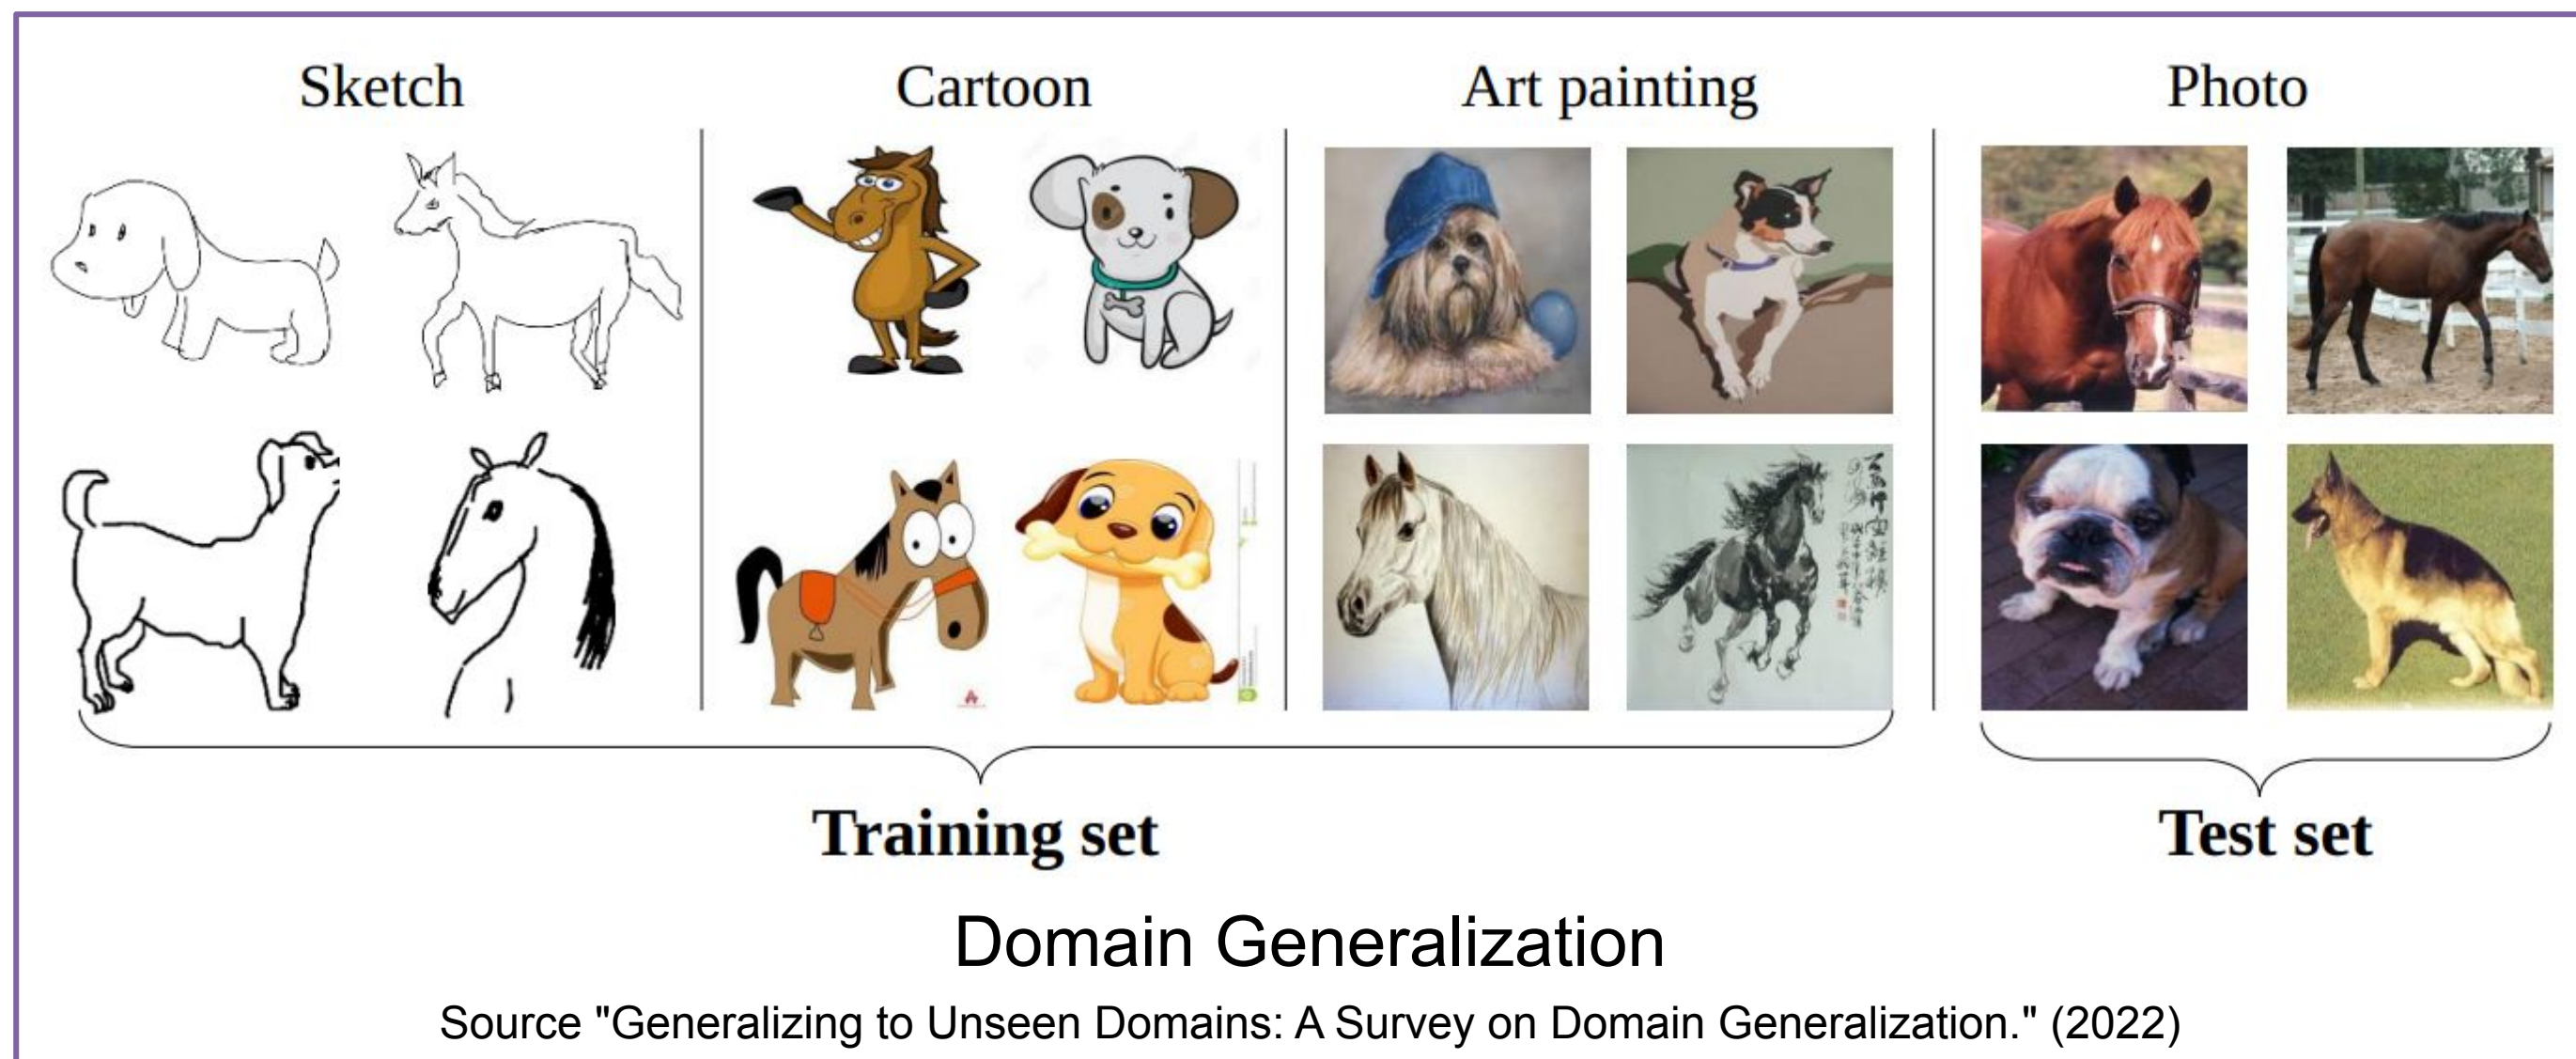 Sketch
Cartoon
Art painting
Photo
Training set
Test set
Domain Generalization
Source "Generalizing to Unseen Domains: A Survey on Domain Generalization." (2022)